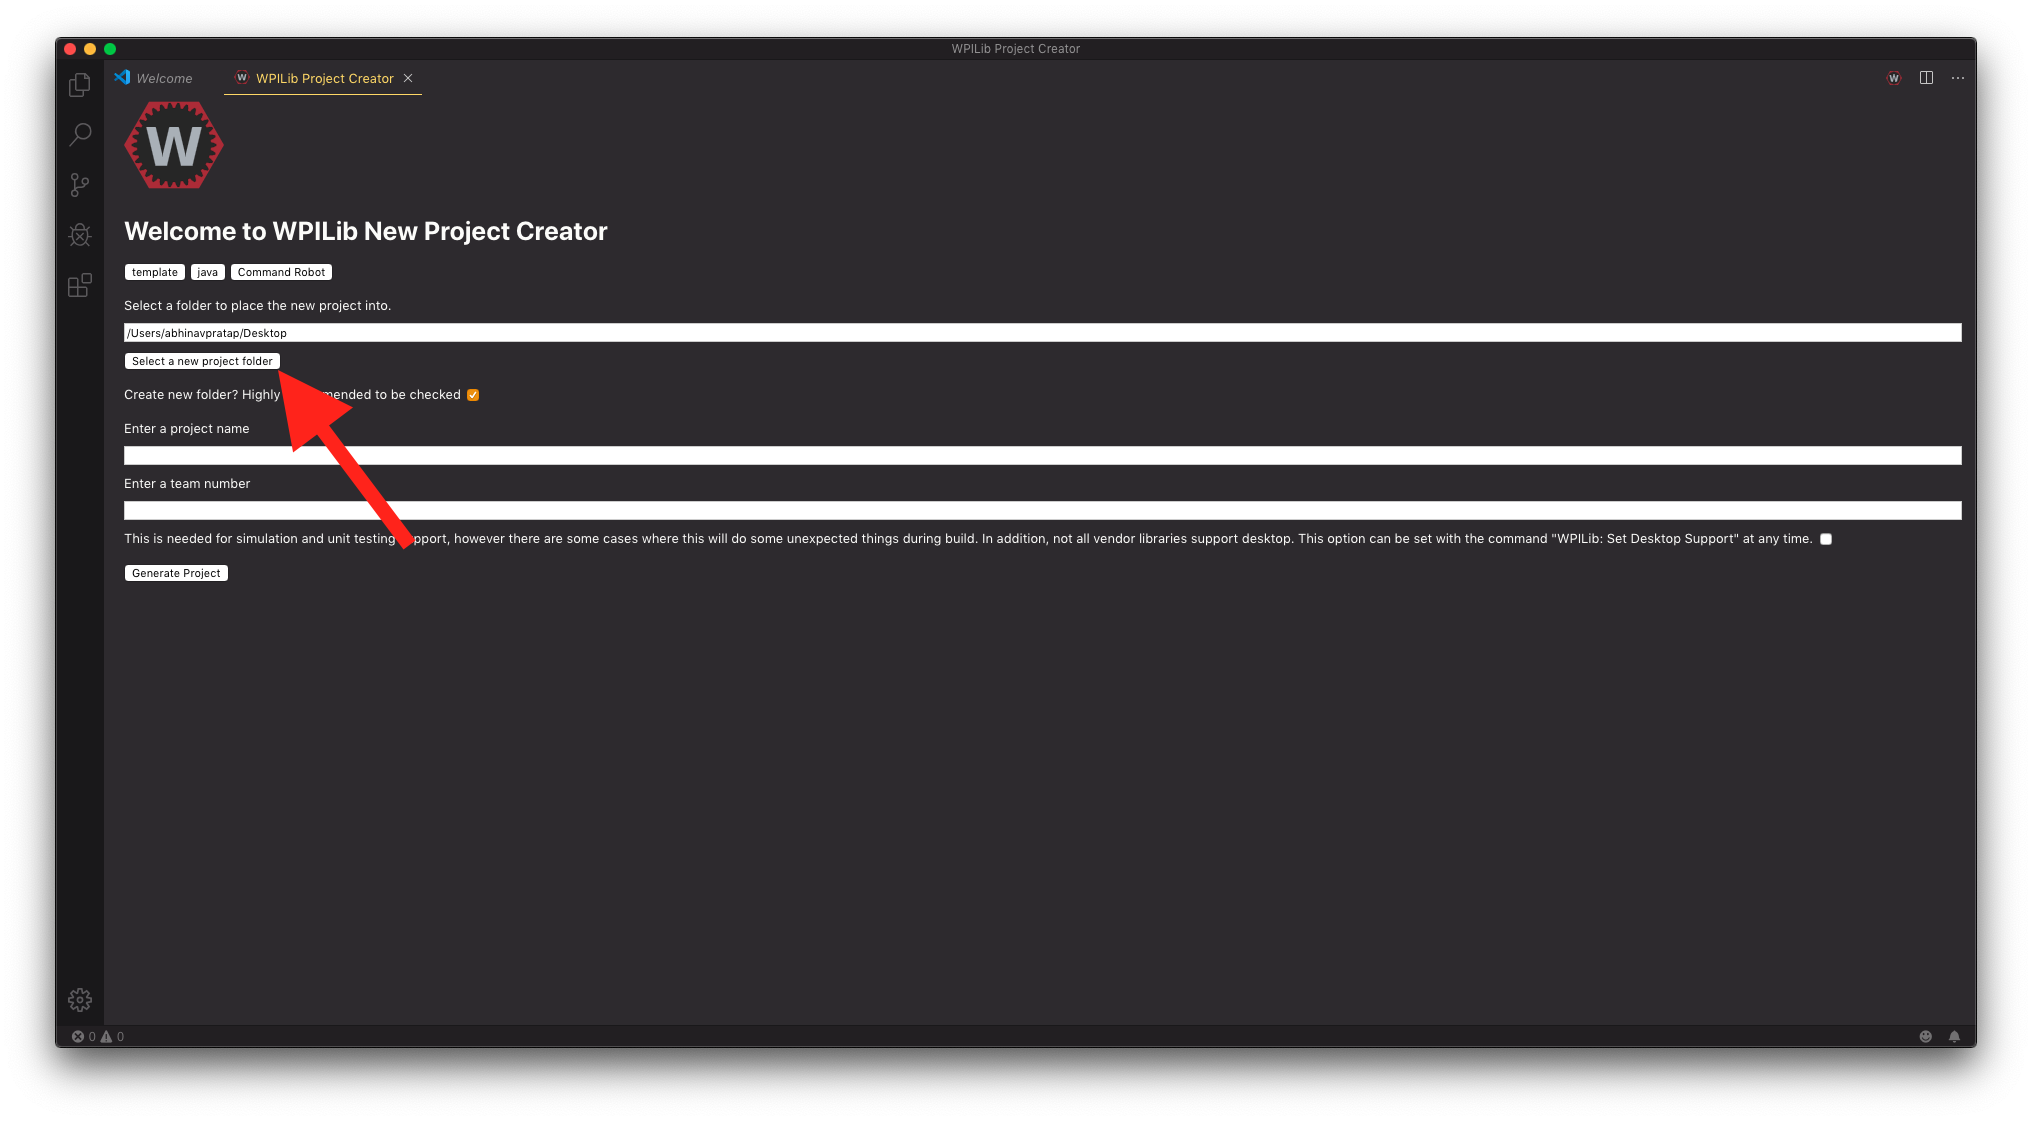 WPILib Project Creator
Welcome
W WPILib Project Creator
W
W
Welcome to WPILib New Project Creator
template java Command Robot
Select a folder to place the new project into.
/Users/abhinavpratap/Desktop
Select a new project folder
Create new folder? Highly mended to be checked
Enter a project name
Enter a team number
This is needed for simulation and unit testing pport, however there are some cases where this will do some unexpected things during build. In addition, not all vendor libraries support desktop. This option can be set with the command "WPILib: Set Desktop Support" at any time.
Generate Project
0 0